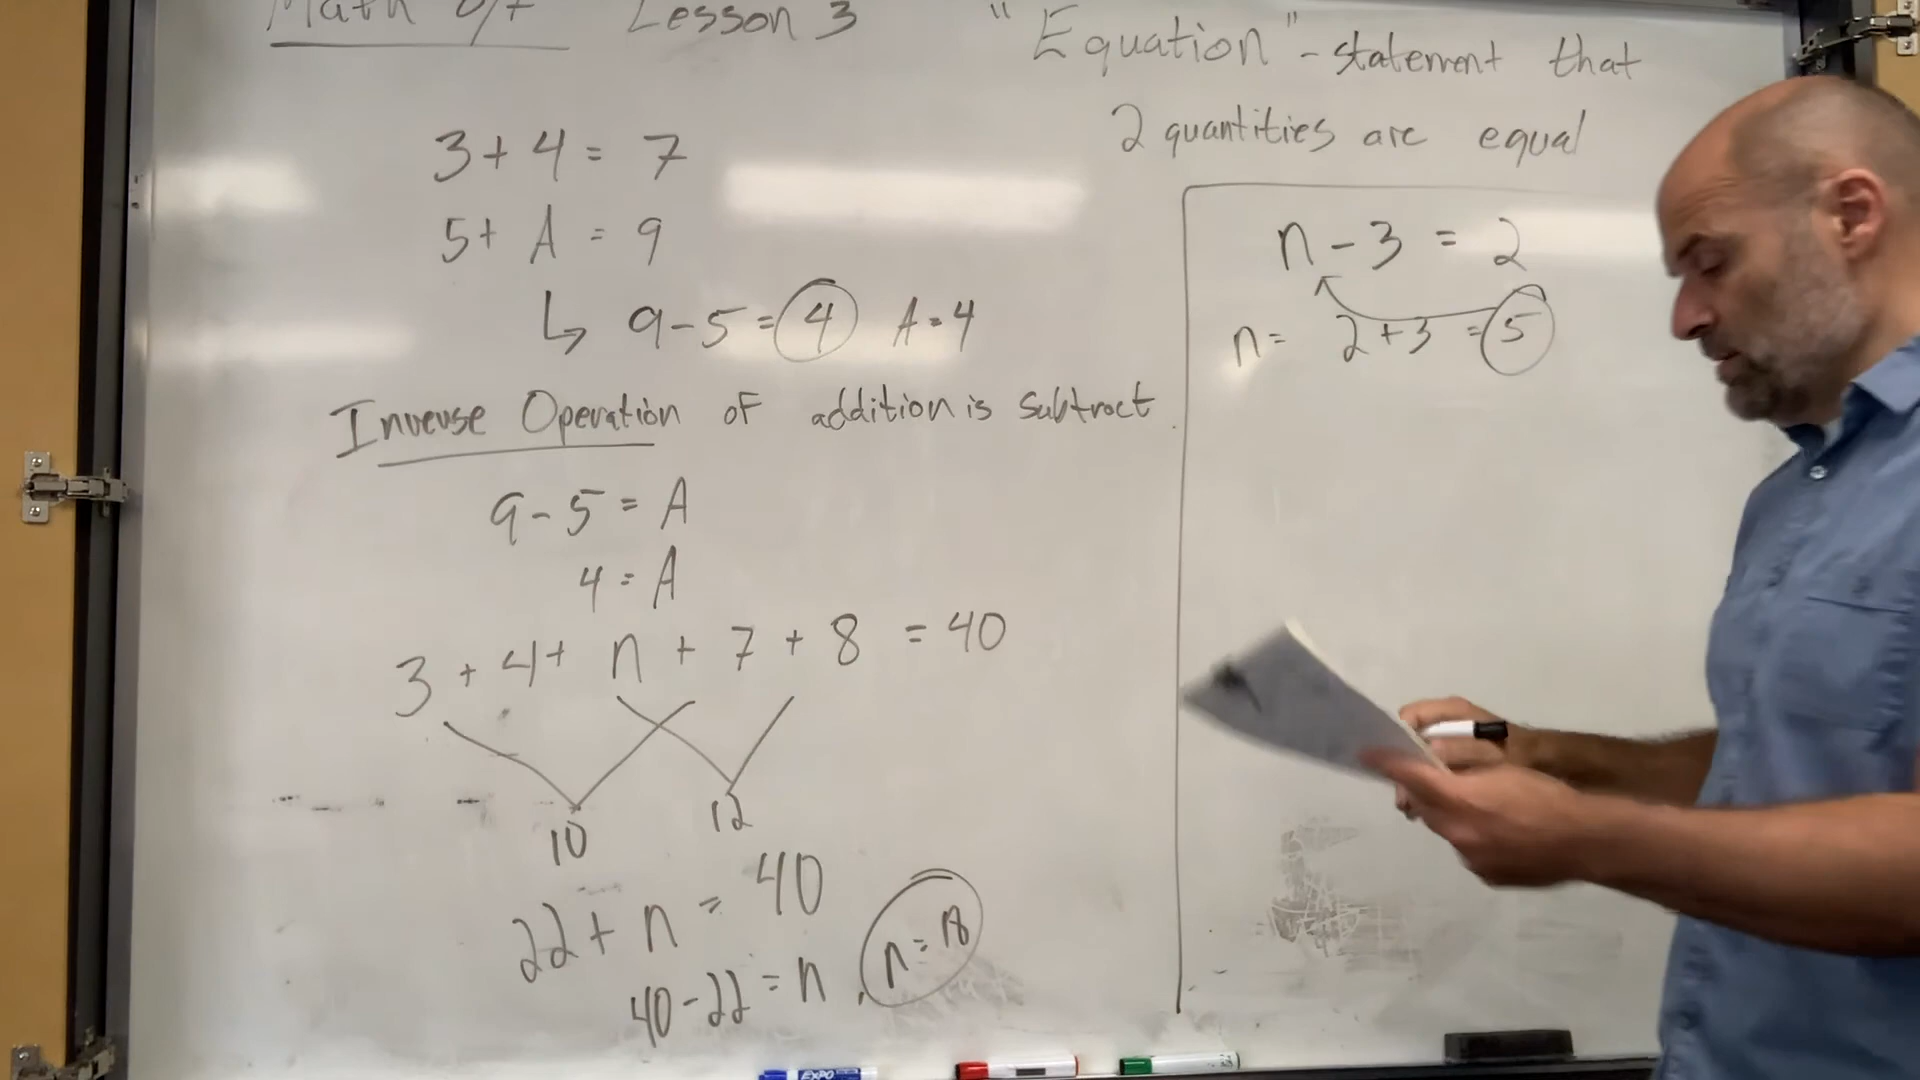 Math 6/7 Lesson 3
3+4= 7
5+ A = 9
↳ 9-5=4 A=4
Inverse Operation of addition is subtract
9-5=A
4=A
3+4+ n + 7 + 8 = 40
10 12
22+n=40
40-22=n, n=18
"Equation" - statement that
2 quantities are equal
n-3=2
n= 2+3=5
EXPO